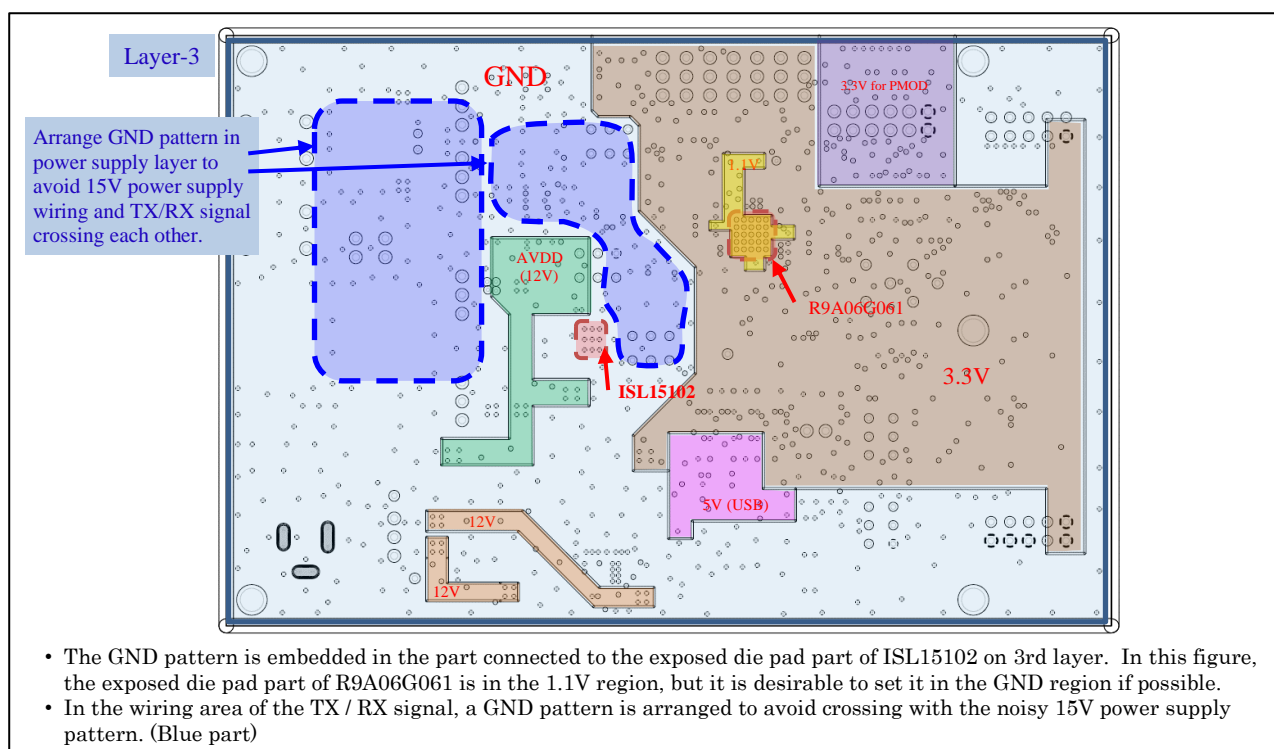 Layer-3
GND
3.3V for PMOD
Arrange GND pattern in
power supply layer to
avoid 15V power supply
wiring and TX/RX signal
crossing each other.
1.1V
AVDD
(12V)
R9A06G061
3.3V
ISL15102
5V (USB)
12V
12V
• The GND pattern is embedded in the part connected to the exposed die pad part of ISL15102 on 3rd layer. In this figure,
the exposed die pad part of R9A06G061 is in the 1.1V region, but it is desirable to set it in the GND region if possible.
• In the wiring area of the TX / RX signal, a GND pattern is arranged to avoid crossing with the noisy 15V power supply
pattern. (Blue part)